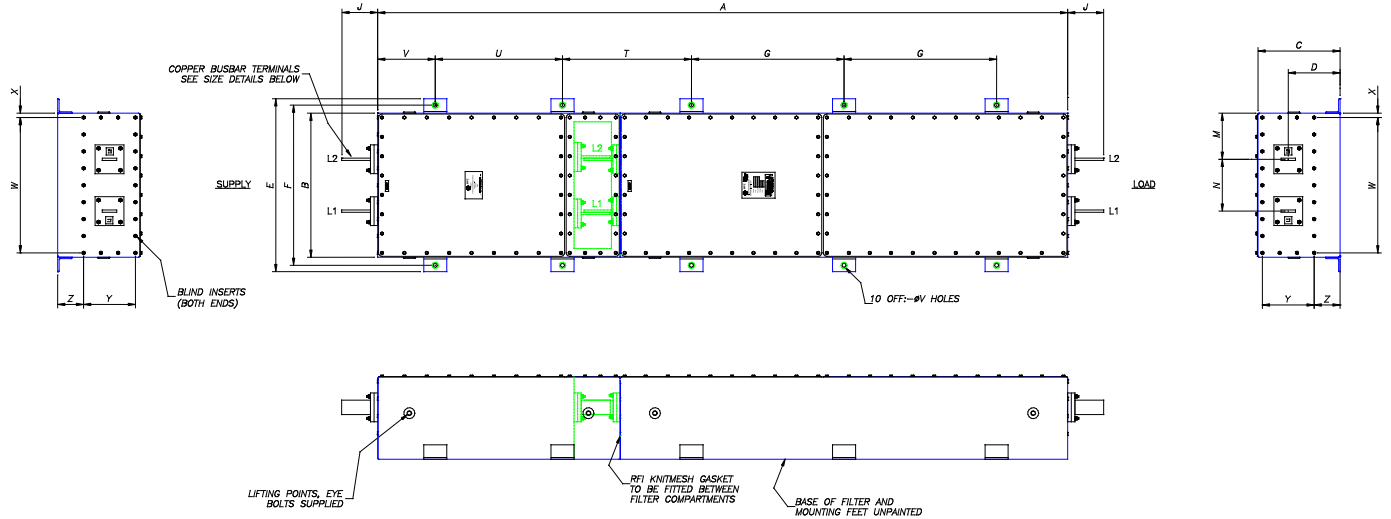 J
A
J
V
U
T
G
G
C
D
COPPER BUSBAR TERMINALS
SEE SIZE DETAILS BELOW
X
X
W
L2
L1
SUPPLY
E
F
B
L2
L1
L2
L1
LOAD
M
N
W
Z
Y
BLIND INSERTS
(BOTH ENDS)
10 OFF:-øV HOLES
Y
Z
LIFTING POINTS, EYE
BOLTS SUPPLIED
RFI KNITMESH GASKET
TO BE FITTED BETWEEN
FILTER COMPARTMENTS
BASE OF FILTER AND
MOUNTING FEET UNPAINTED